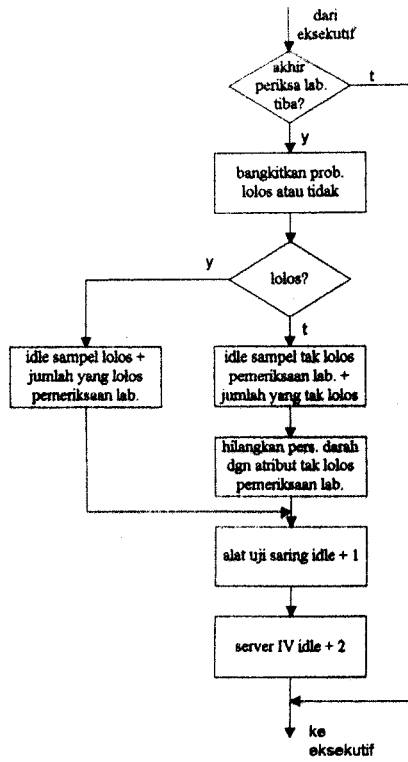 dari
eksekutif
akhir
periksa lab.
tiba?
t
y
bangkitkan prob.
lolos atau tidak
y
lolos?
t
idle sampel lolos +
jumlah yang lolos
pemeriksaan lab.
idle sampel tak lolos
pemeriksaan lab. +
jumlah yang tak lolos
hilangkan pers. darah
dgn atribut tak lolos
pemeriksaan lab.
alat uji saring idle + 1
server IV idle + 2
ke
eksekutif